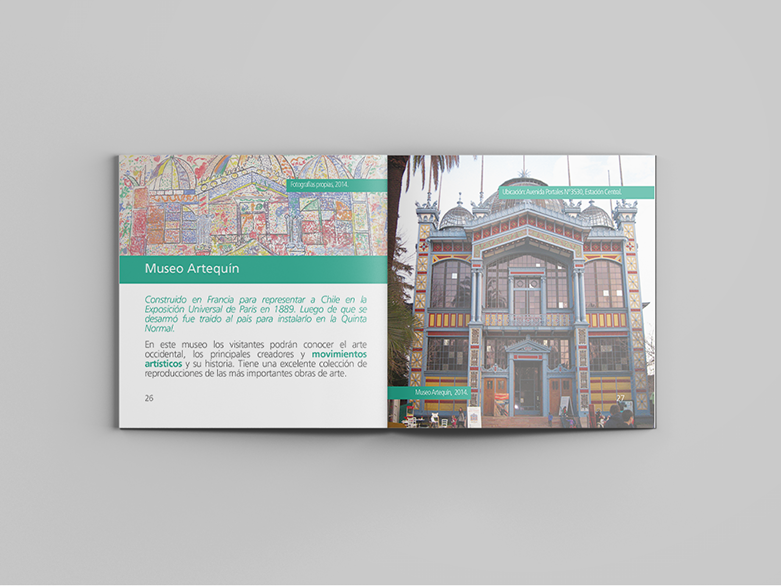 Fotografías propias, 2014.
Museo Artequín
Construido en Francia para representar a Chile en la
Exposición Universal de París en 1889. Luego de que se
desarmó fue traído al país para instalarlo en la Quinta
Normal.
En este museo los visitantes podrán conocer el arte
occidental, los principales creadores y movimientos
artísticos y su historia. Tiene una excelente colección de
reproducciones de las más importantes obras de arte.
26
Ubicación: Avenida Portales Nº3530, Estación Central.
Museo Artequín, 2014.
27